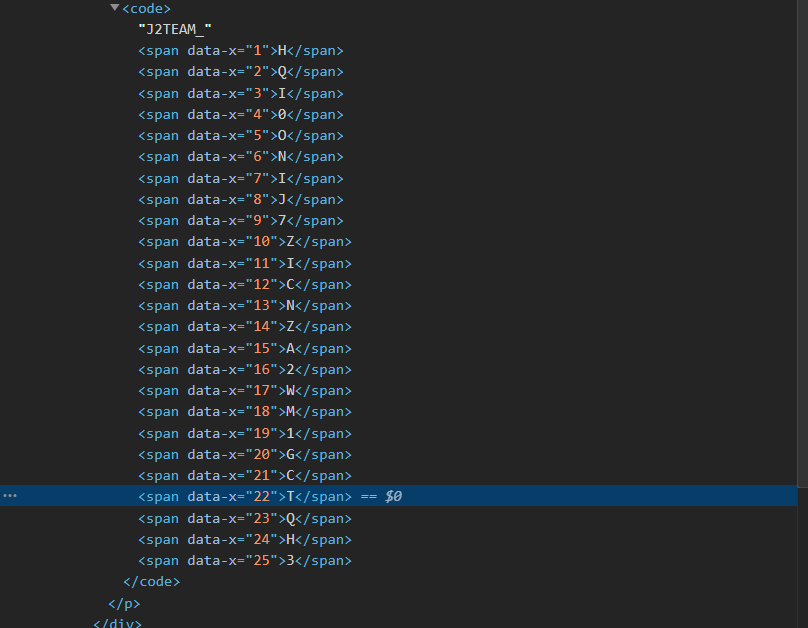 ▼<code>
"J2TEAM_"
<span data-x="1">H</span>
<span data-x="2">Q</span>
<span data-x="3">I</span>
<span data-x="4">0</span>
<span data-x="5">O</span>
<span data-x="6">N</span>
<span data-x="7">I</span>
<span data-x="8">J</span>
<span data-x="9">7</span>
<span data-x="10">Z</span>
<span data-x="11">I</span>
<span data-x="12">C</span>
<span data-x="13">N</span>
<span data-x="14">Z</span>
<span data-x="15">A</span>
<span data-x="16">2</span>
<span data-x="17">W</span>
<span data-x="18">M</span>
<span data-x="19">1</span>
<span data-x="20">G</span>
<span data-x="21">C</span>
<span data-x="22">T</span> == $0
<span data-x="23">Q</span>
<span data-x="24">H</span>
<span data-x="25">3</span>
</code>
</p>
</div>